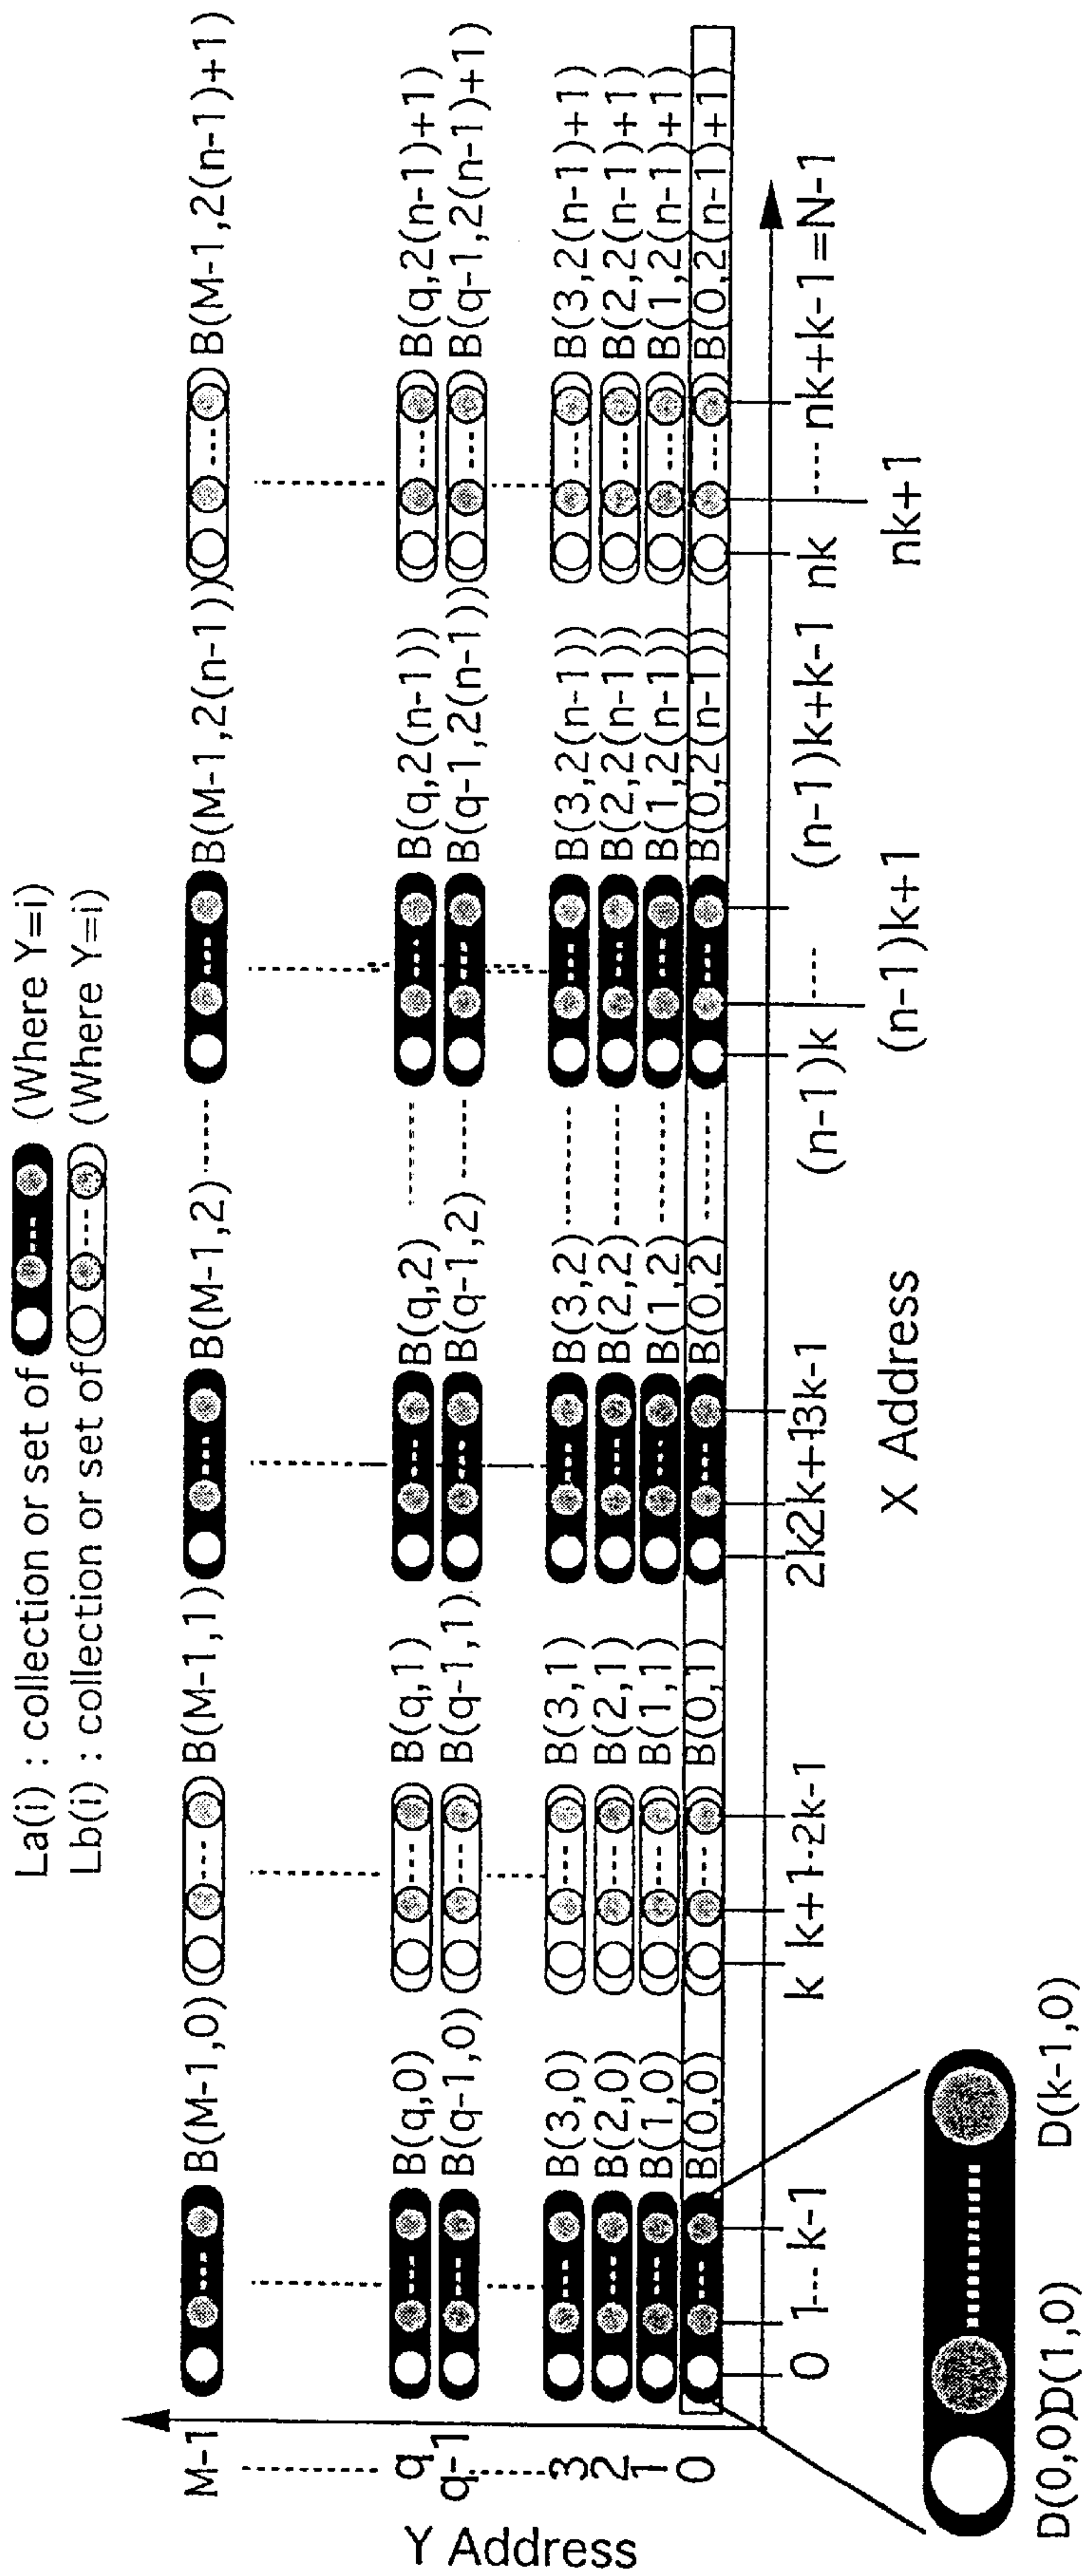 La(i) : collection or set of (Where Y=i)
Lb(i) : collection or set of (Where Y=i)
M-1 B(M-1,0) B(M-1,1) B(M-1,2) B(M-1,2(n-1)) B(M-1,2(n-1)+1)
q B(q,0) B(q,1) B(q,2) B(q,2(n-1)) B(q,2(n-1)+1)
q-1 B(q-1,0) B(q-1,1) B(q-1,2) B(q-1,2(n-1)) B(q-1,2(n-1)+1)
3 B(3,0) B(3,1) B(3,2) B(3,2(n-1)) B(3,2(n-1)+1)
2 B(2,0) B(2,1) B(2,2) B(2,2(n-1)) B(2,2(n-1)+1)
1 B(1,0) B(1,1) B(1,2) B(1,2(n-1)) B(1,2(n-1)+1)
0 B(0,0) B(0,1) B(0,2) B(0,2(n-1)) B(0,2(n-1)+1)
Y Address
0 1---k-1 k k+1--2k-1 2k 2k+1 3k-1 (n-1)k ---- (n-1)k+k-1 nk ----nk+k-1=N-1
(n-1)k+1 nk+1
X Address
D(0,0) D(1,0) D(k-1,0)